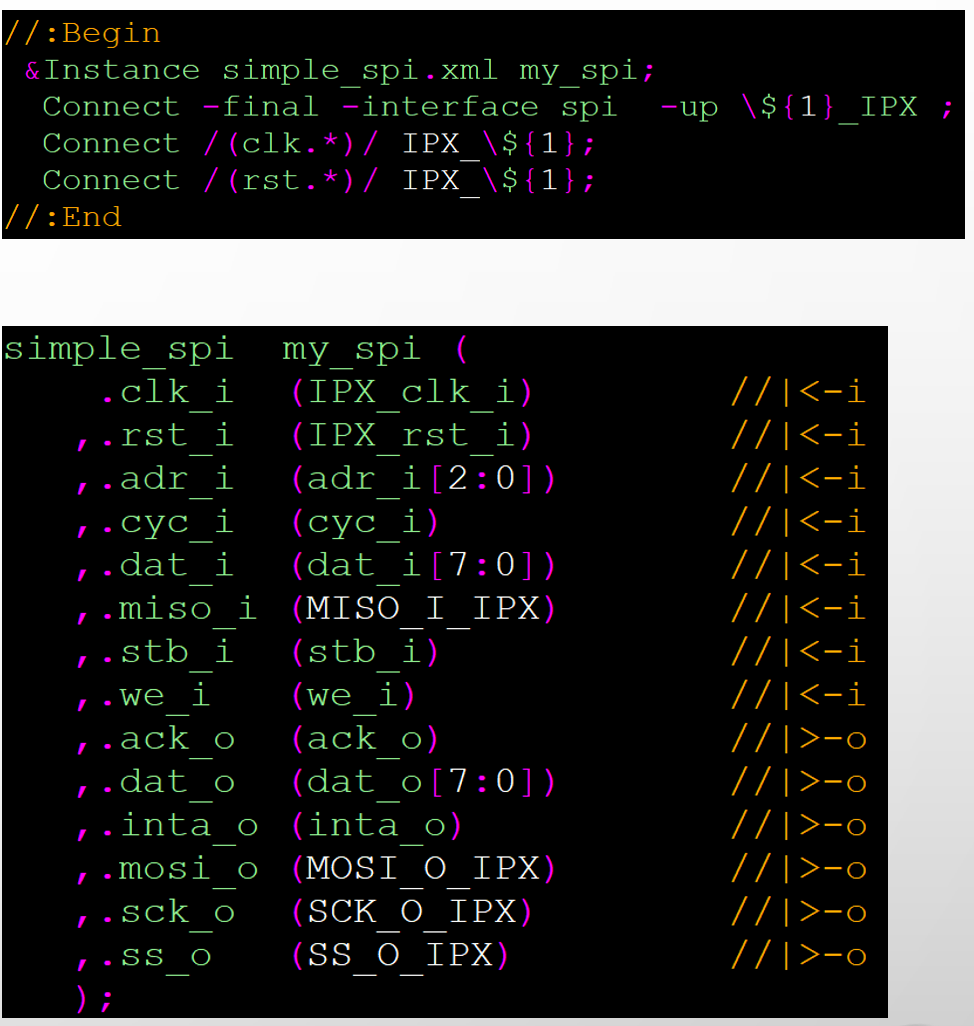 //:Begin
&Instance simple_spi.xml my_spi;
Connect -final -interface spi -up \${1}_IPX ;
Connect /(clk.*)/ IPX_\${1};
Connect /(rst.*)/ IPX_\${1};
//:End
simple_spi my_spi (
.clk_i (IPX_clk_i) //|<-i
,.rst_i (IPX_rst_i) //|<-i
,.adr_i (adr_i[2:0]) //|<-i
,.cyc_i (cyc_i) //|<-i
,.dat_i (dat_i[7:0]) //|<-i
,.miso_i (MISO_I_IPX) //|<-i
,.stb_i (stb_i) //|<-i
,.we_i (we_i) //|<-i
,.ack_o (ack_o) //|>-o
,.dat_o (dat_o[7:0]) //|>-o
,.inta_o (inta_o) //|>-o
,.mosi_o (MOSI_O_IPX) //|>-o
,.sck_o (SCK_O_IPX) //|>-o
,.ss_o (SS_O_IPX) //|>-o
);